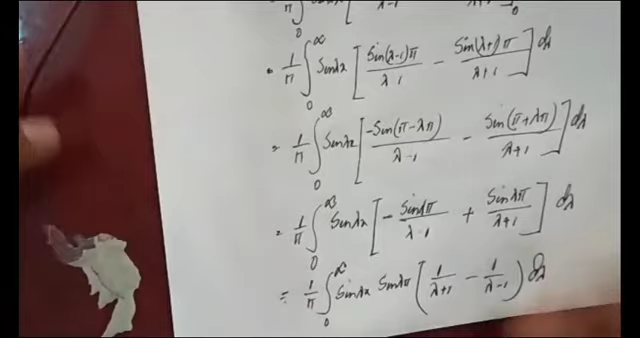 = 1/π ∫₀^∞ Sinλx [ Sin(λ-1)π / λ-1 - Sin(λ+1)π / λ+1 ] dλ
= 1/π ∫₀^∞ Sinλx [ -Sin(π-λπ) / λ-1 - Sin(π+λπ) / λ+1 ] dλ
= 1/π ∫₀^∞ Sinλx [ - Sinλπ / λ-1 + Sinλπ / λ+1 ] dλ
= 1/π ∫₀^∞ Sinλx Sinλπ ( 1/λ+1 - 1/λ-1 ) dλ